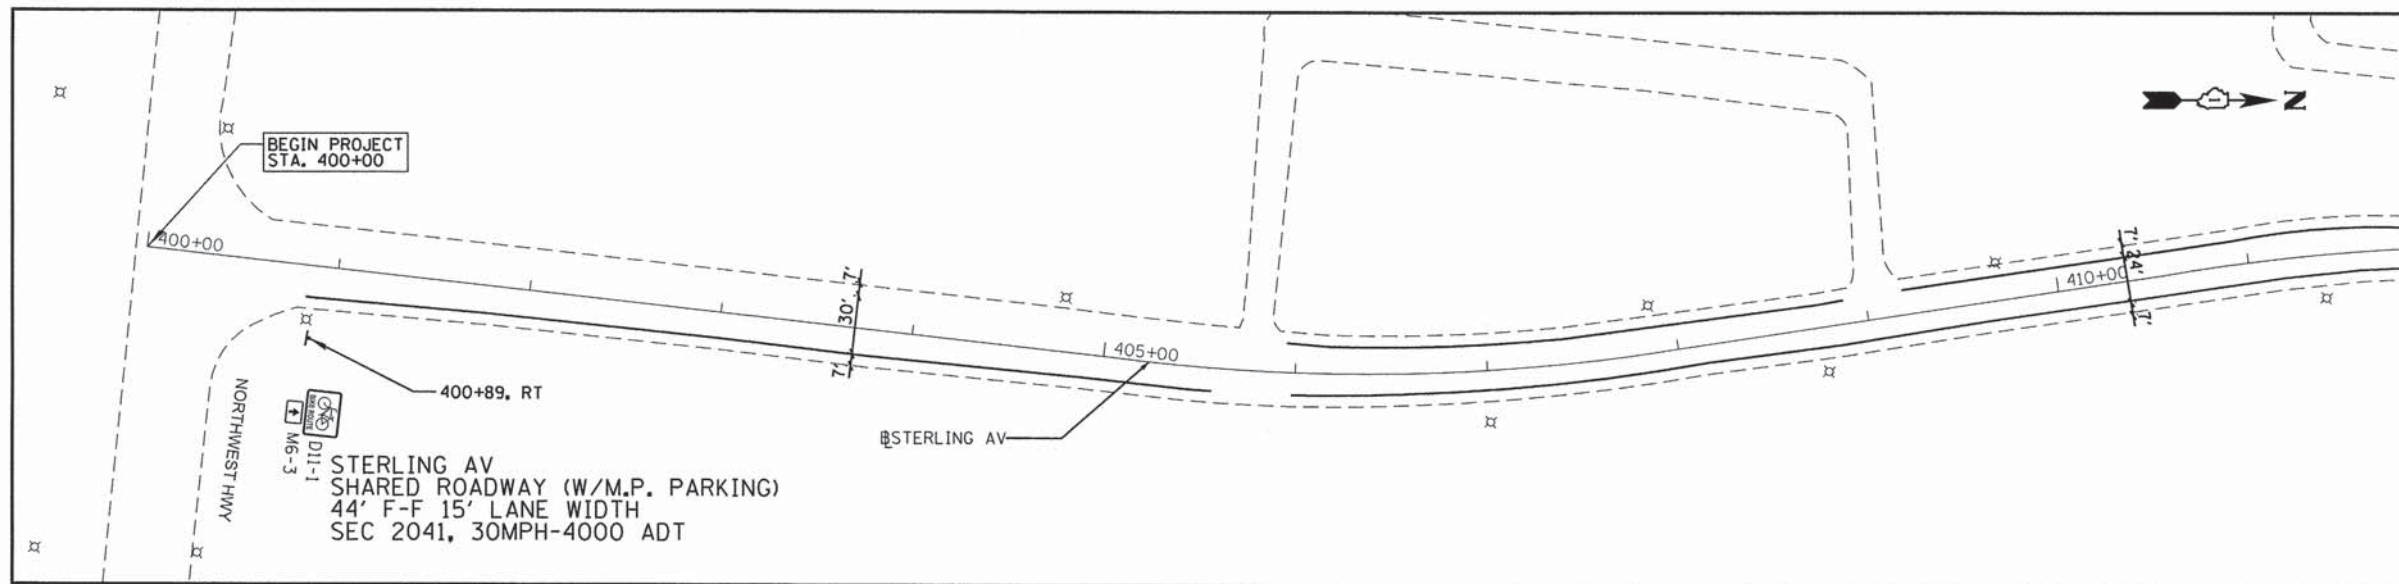 BEGIN PROJECT
STA. 400+00
N
400+00
7'
30'
7'
405+00
7'
24'
410+00
7'
400+89, RT
BIKE ROUTE
D11-1
M6-3
NORTHWEST HWY
℄ STERLING AV
STERLING AV
SHARED ROADWAY (W/M.P. PARKING)
44' F-F 15' LANE WIDTH
SEC 2041, 30MPH-4000 ADT